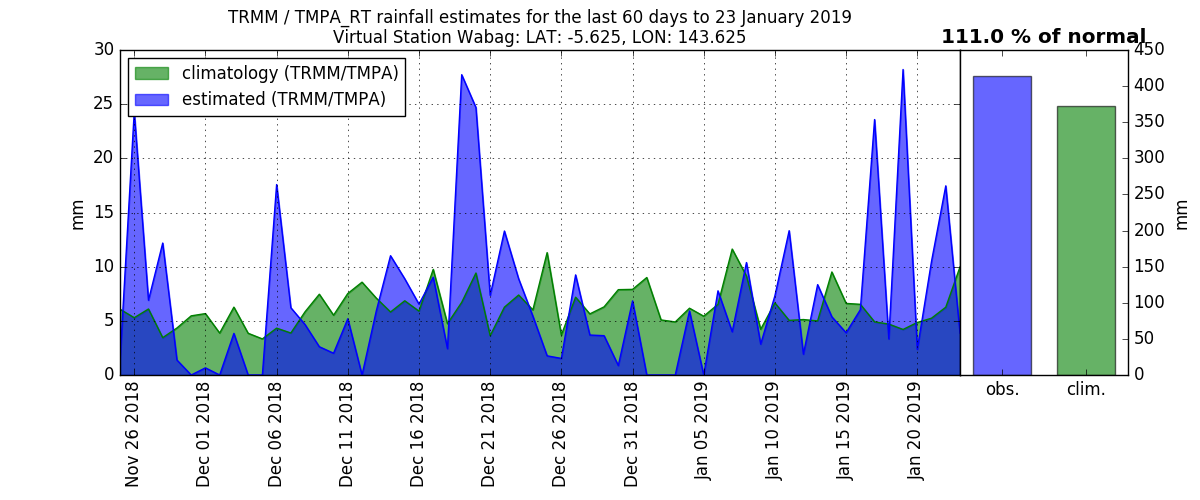 TRMM / TMPA_RT rainfall estimates for the last 60 days to 23 January 2019
Virtual Station Wabag: LAT: -5.625, LON: 143.625
111.0 % of normal
climatology (TRMM/TMPA)
estimated (TRMM/TMPA)
30
25
20
15
10
5
0
mm
Nov 26 2018
Dec 01 2018
Dec 06 2018
Dec 11 2018
Dec 16 2018
Dec 21 2018
Dec 26 2018
Dec 31 2018
Jan 05 2019
Jan 10 2019
Jan 15 2019
Jan 20 2019
obs.
clim.
450
400
350
300
250
200
150
100
50
0
mm